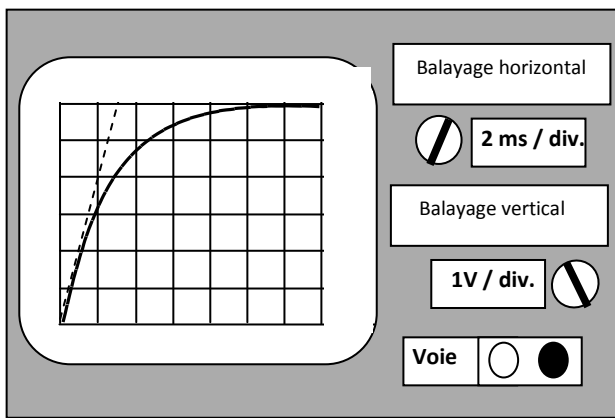 Balayage horizontal
2 ms / div.
Balayage vertical
1V / div.
Voie